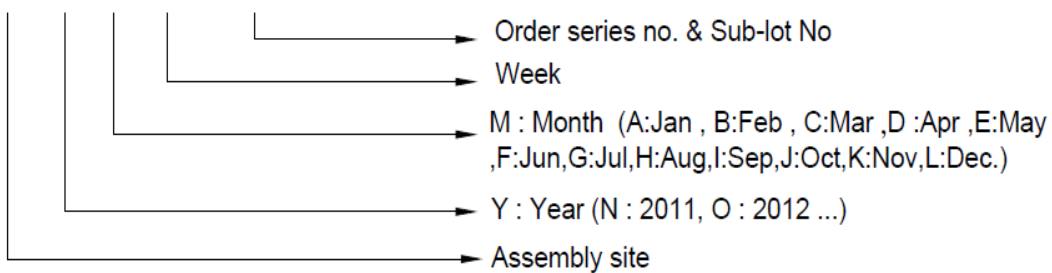 Order series no. & Sub-lot No
Week
M : Month (A:Jan , B:Feb , C:Mar ,D :Apr ,E:May
,F:Jun,G:Jul,H:Aug,I:Sep,J:Oct,K:Nov,L:Dec.)
Y : Year (N : 2011, O : 2012 ...)
Assembly site